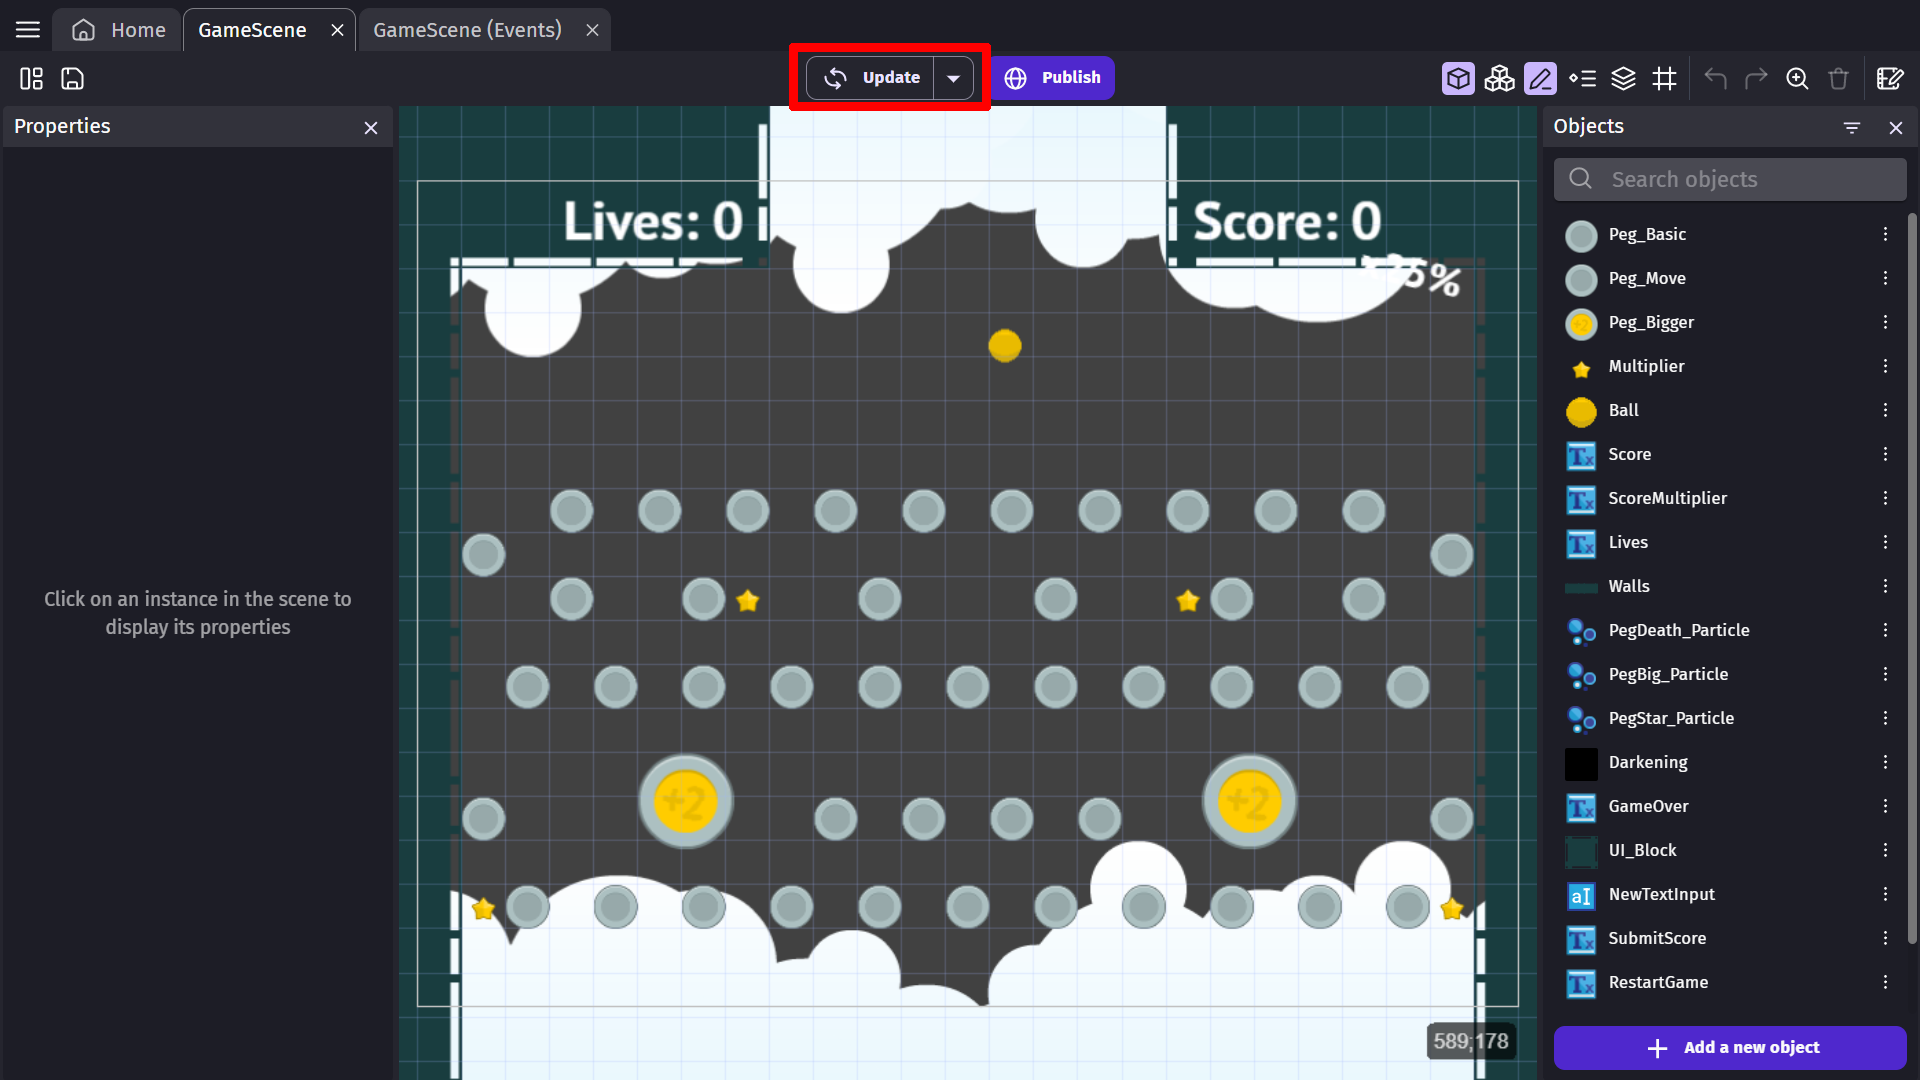 Home
GameScene
GameScene (Events)
Update
Publish
Properties
Objects
Search objects
Lives: 0
Score: 0
Click on an instance in the scene to
display its properties
+2
+2
589;178
Peg_Basic
Peg_Move
Peg_Bigger
Multiplier
Ball
Score
ScoreMultiplier
Lives
Walls
PegDeath_Particle
PegBig_Particle
PegStar_Particle
Darkening
GameOver
UI_Block
NewTextInput
SubmitScore
RestartGame
Add a new object